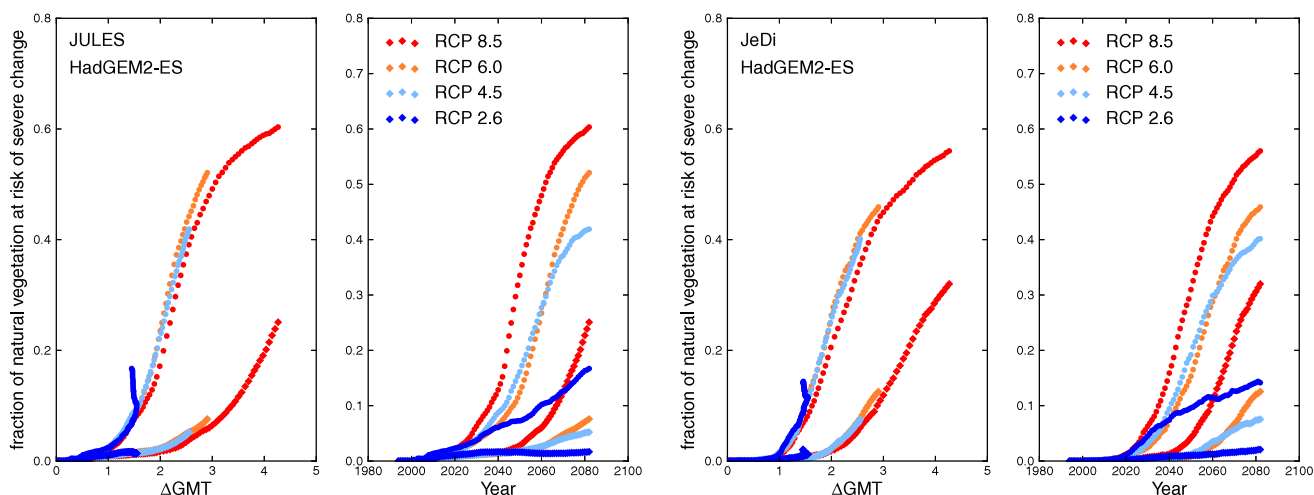 fraction of natural vegetation at risk of severe change
0.8
0.6
0.4
0.2
0.0
JULES
HadGEM2-ES
0 1 2 3 4 5
ΔGMT
0.8
0.7
0.6
0.5
0.4
0.3
0.2
0.1
0.0
RCP 8.5
RCP 6.0
RCP 4.5
RCP 2.6
1980 2000 2020 2040 2060 2080 2100
Year
fraction of natural vegetation at risk of severe change
0.8
0.6
0.4
0.2
0.0
JeDi
HadGEM2-ES
0 1 2 3 4 5
ΔGMT
0.8
0.7
0.6
0.5
0.4
0.3
0.2
0.1
0.0
RCP 8.5
RCP 6.0
RCP 4.5
RCP 2.6
1980 2000 2020 2040 2060 2080 2100
Year